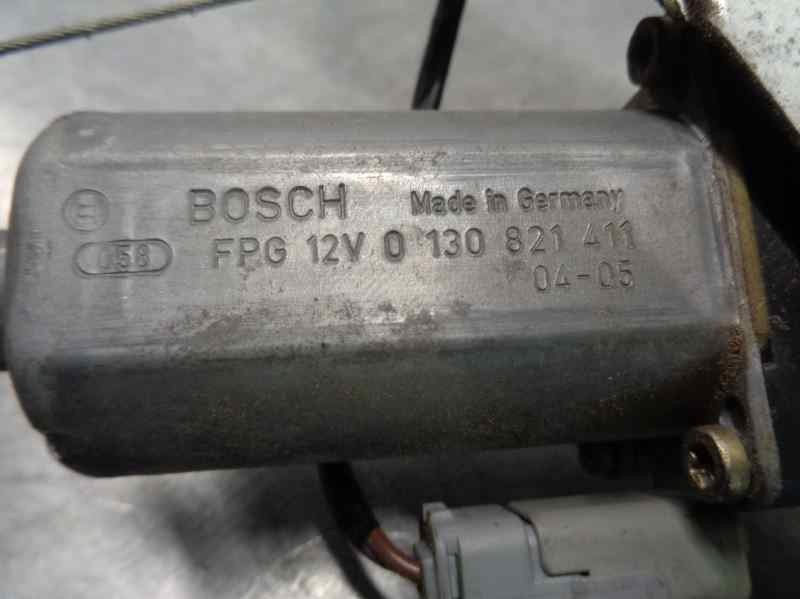 BOSCH Made in Germany
058 FPG 12V 0 130 821 411
04-05